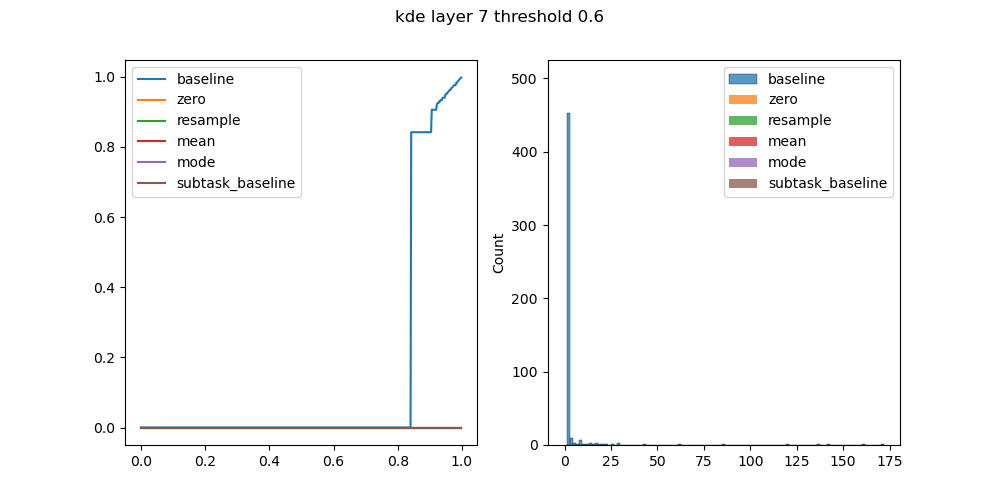 kde layer 7 threshold 0.6
baseline
zero
resample
mean
mode
subtask_baseline
1.0
0.8
0.6
0.4
0.2
0.0
0.0 0.2 0.4 0.6 0.8 1.0
baseline
zero
resample
mean
mode
subtask_baseline
Count
500
400
300
200
100
0
0 25 50 75 100 125 150 175